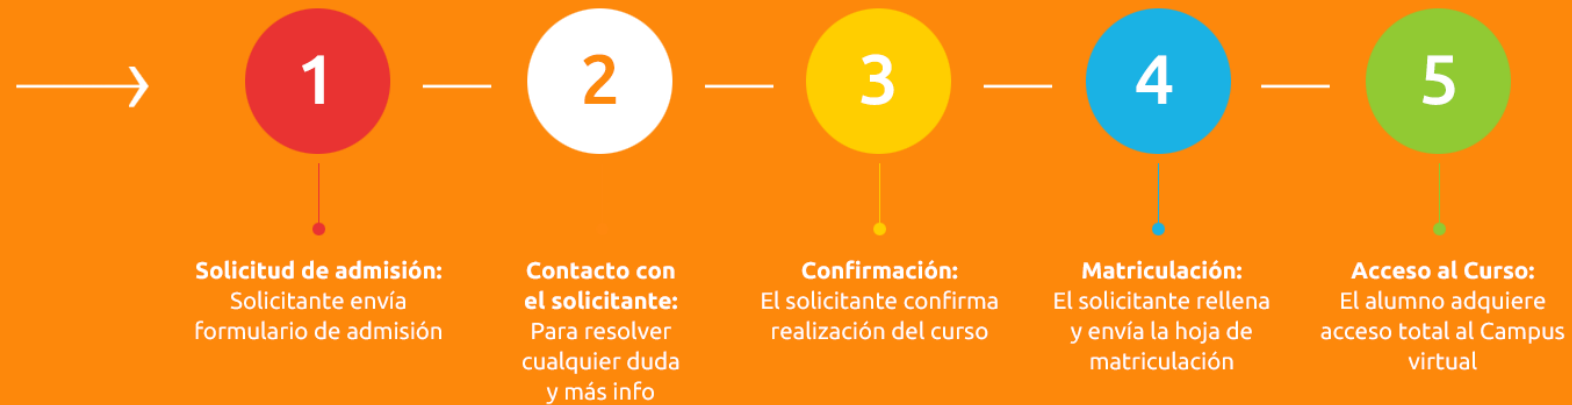 1
Solicitud de admisión:
Solicitante envía
formulario de admisión
2
Contacto con
el solicitante:
Para resolver
cualquier duda
y más info
3
Confirmación:
El solicitante confirma
realización del curso
4
Matriculación:
El solicitante rellena
y envía la hoja de
matriculación
5
Acceso al Curso:
El alumno adquiere
acceso total al Campus
virtual